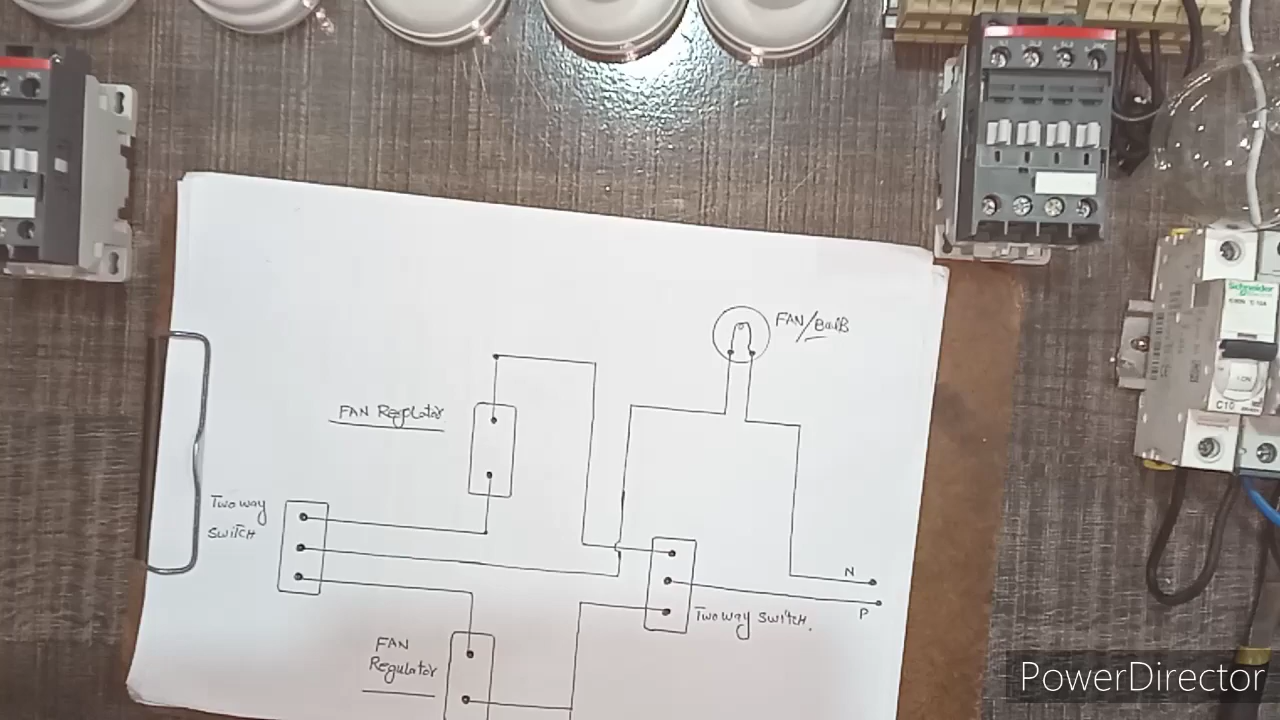 Schneider
C10
FAN/Bulb
FAN Regulator
Two way
SWITCH
N
P
Two way Switch.
FAN
Regulator
PowerDirector